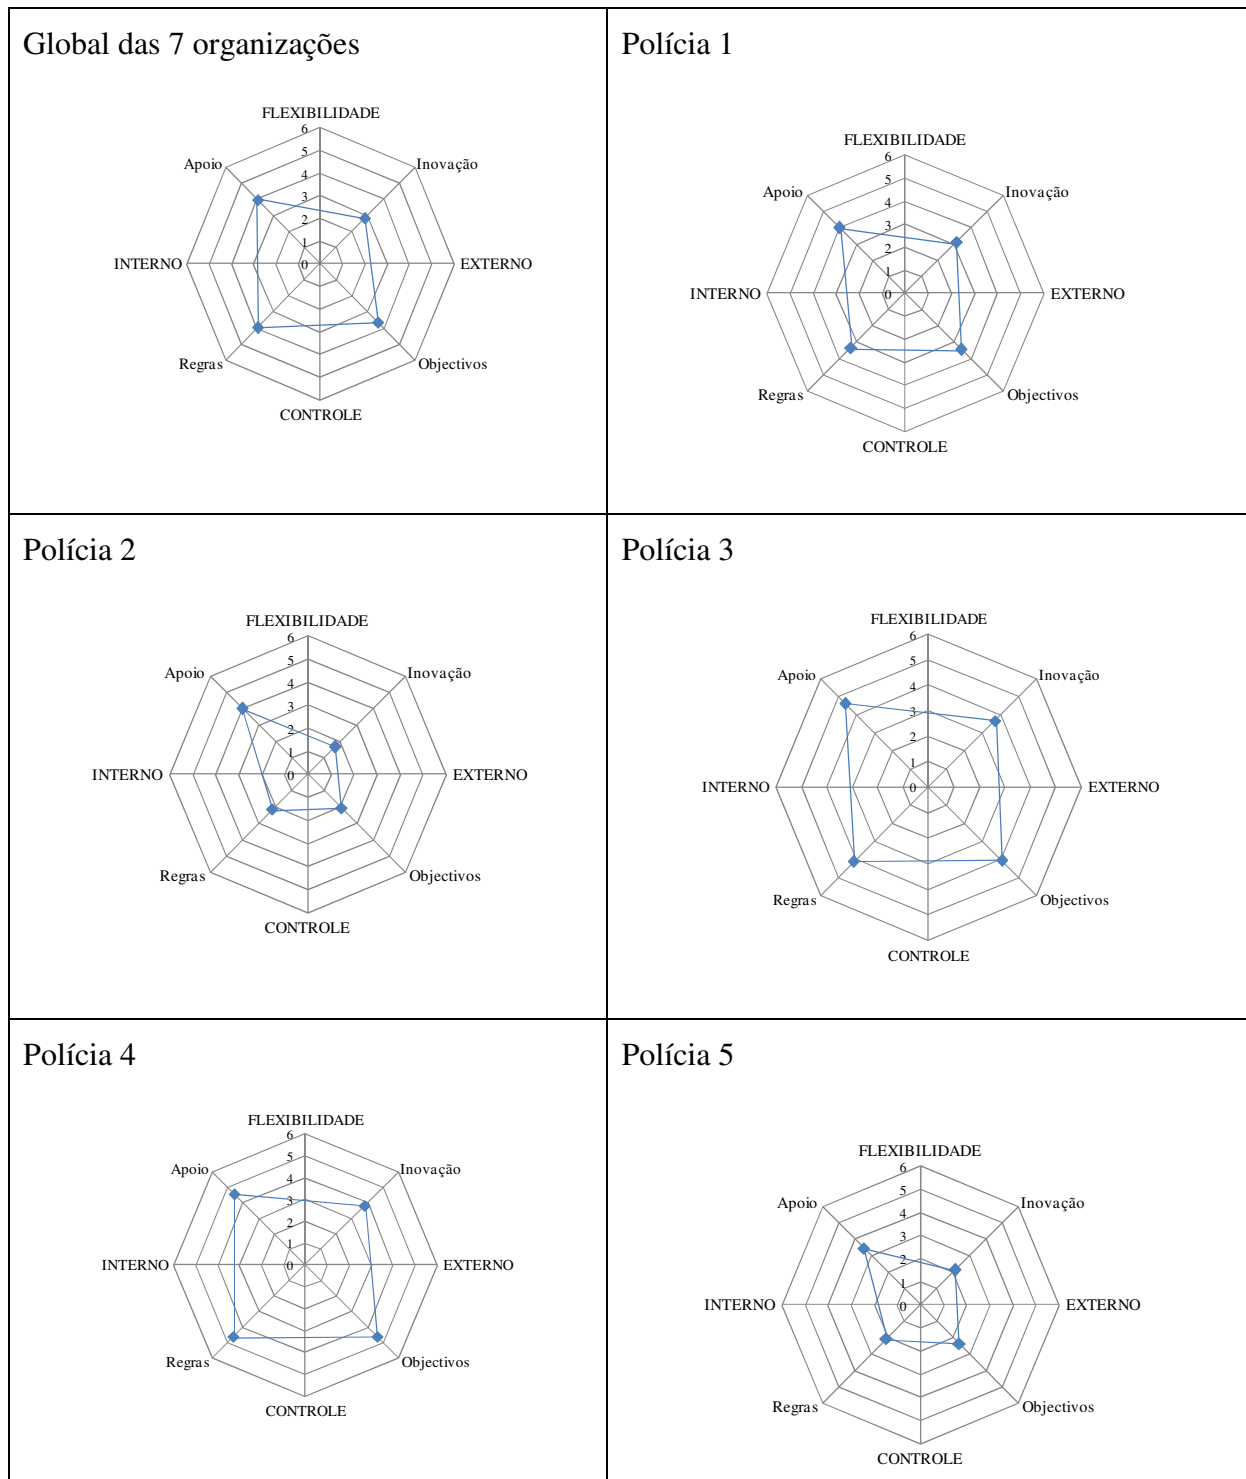 Global das 7 organizações
FLEXIBILIDADE
6
5
4
3
2
1
0
Apoio
Inovação
INTERNO
EXTERNO
Regras
Objectivos
CONTROLE
Polícia 1
FLEXIBILIDADE
6
5
4
3
2
1
0
Apoio
Inovação
INTERNO
EXTERNO
Regras
Objectivos
CONTROLE
Polícia 2
FLEXIBILIDADE
6
5
4
3
2
1
0
Apoio
Inovação
INTERNO
EXTERNO
Regras
Objectivos
CONTROLE
Polícia 3
FLEXIBILIDADE
6
5
4
3
2
1
0
Apoio
Inovação
INTERNO
EXTERNO
Regras
Objectivos
CONTROLE
Polícia 4
FLEXIBILIDADE
6
5
4
3
2
1
0
Apoio
Inovação
INTERNO
EXTERNO
Regras
Objectivos
CONTROLE
Polícia 5
FLEXIBILIDADE
6
5
4
3
2
1
0
Apoio
Inovação
INTERNO
EXTERNO
Regras
Objectivos
CONTROLE